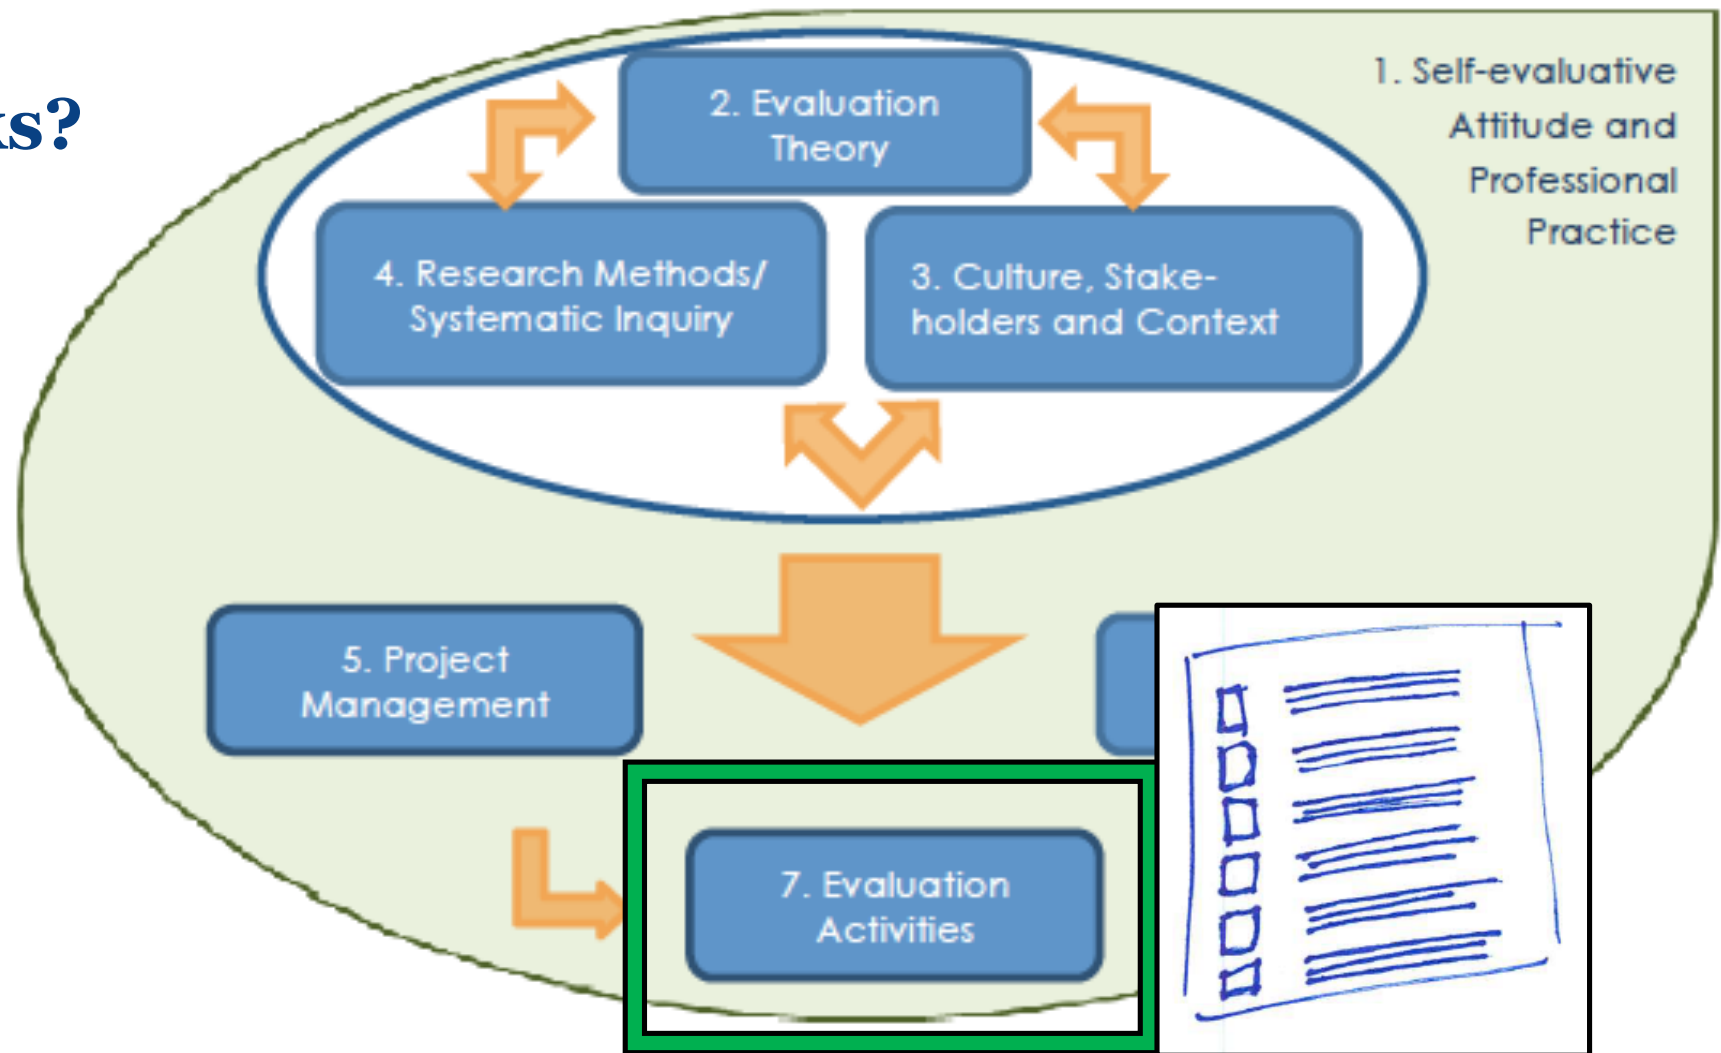 ks?
1. Self-evaluative
Attitude and
Professional
Practice
2. Evaluation
Theory
4. Research Methods/
Systematic Inquiry
3. Culture, Stake-
holders and Context
5. Project
Management
7. Evaluation
Activities